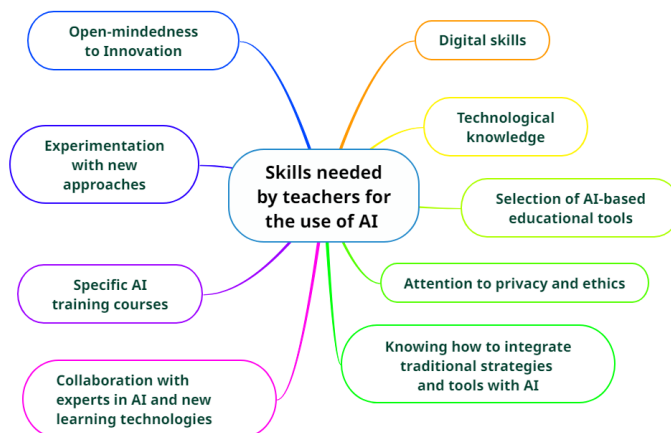 Open-mindedness
to Innovation
Digital skills
Technological
knowledge
Experimentation
with new
approaches
Skills needed
by teachers for
the use of AI
Selection of AI-based
educational tools
Specific AI
training courses
Attention to privacy and ethics
Knowing how to integrate
traditional strategies
and tools with AI
Collaboration with
experts in AI and new
learning technologies